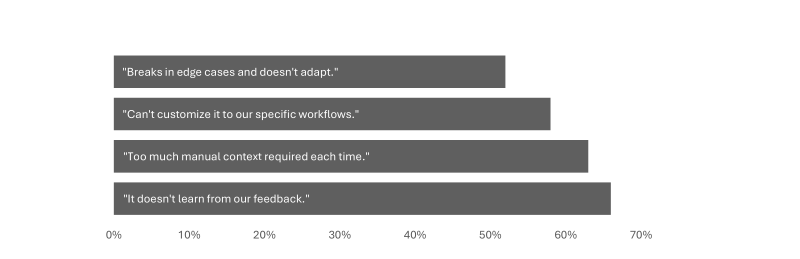 "Breaks in edge cases and doesn't adapt."
"Can't customize it to our specific workflows."
"Too much manual context required each time."
"It doesn't learn from our feedback."
0% 10% 20% 30% 40% 50% 60% 70%